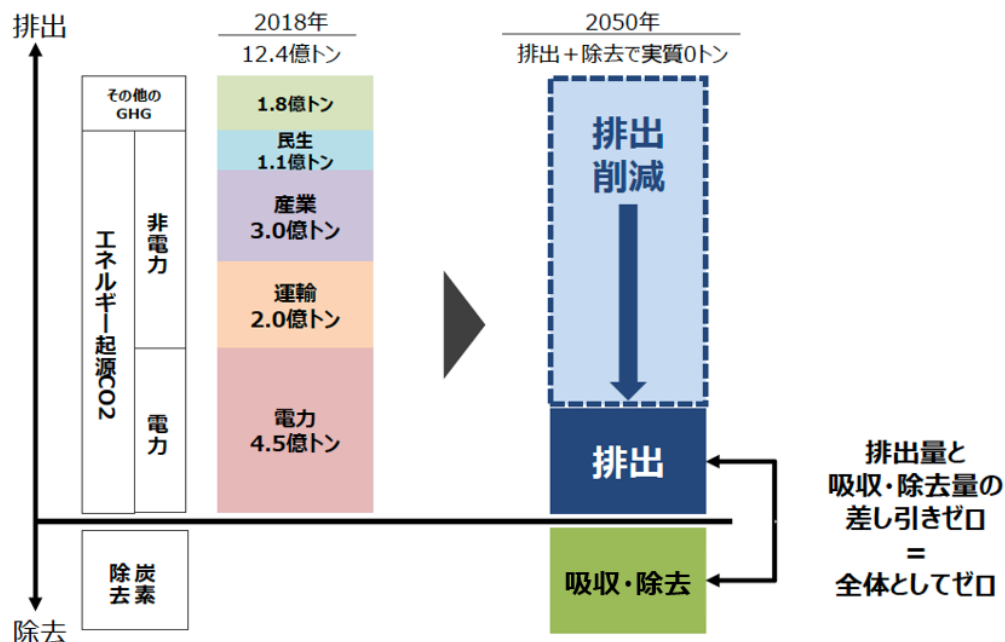 排出
2018年
12.4億トン
2050年
排出＋除去で実質0トン
その他の
GHG
エネルギー起源CO2
非電力
電力
1.8億トン
民生
1.1億トン
産業
3.0億トン
運輸
2.0億トン
電力
4.5億トン
排出
削減
排出
吸収・除去
排出量と
吸収・除去量の
差し引きゼロ
＝
全体としてゼロ
炭素
除去
除去